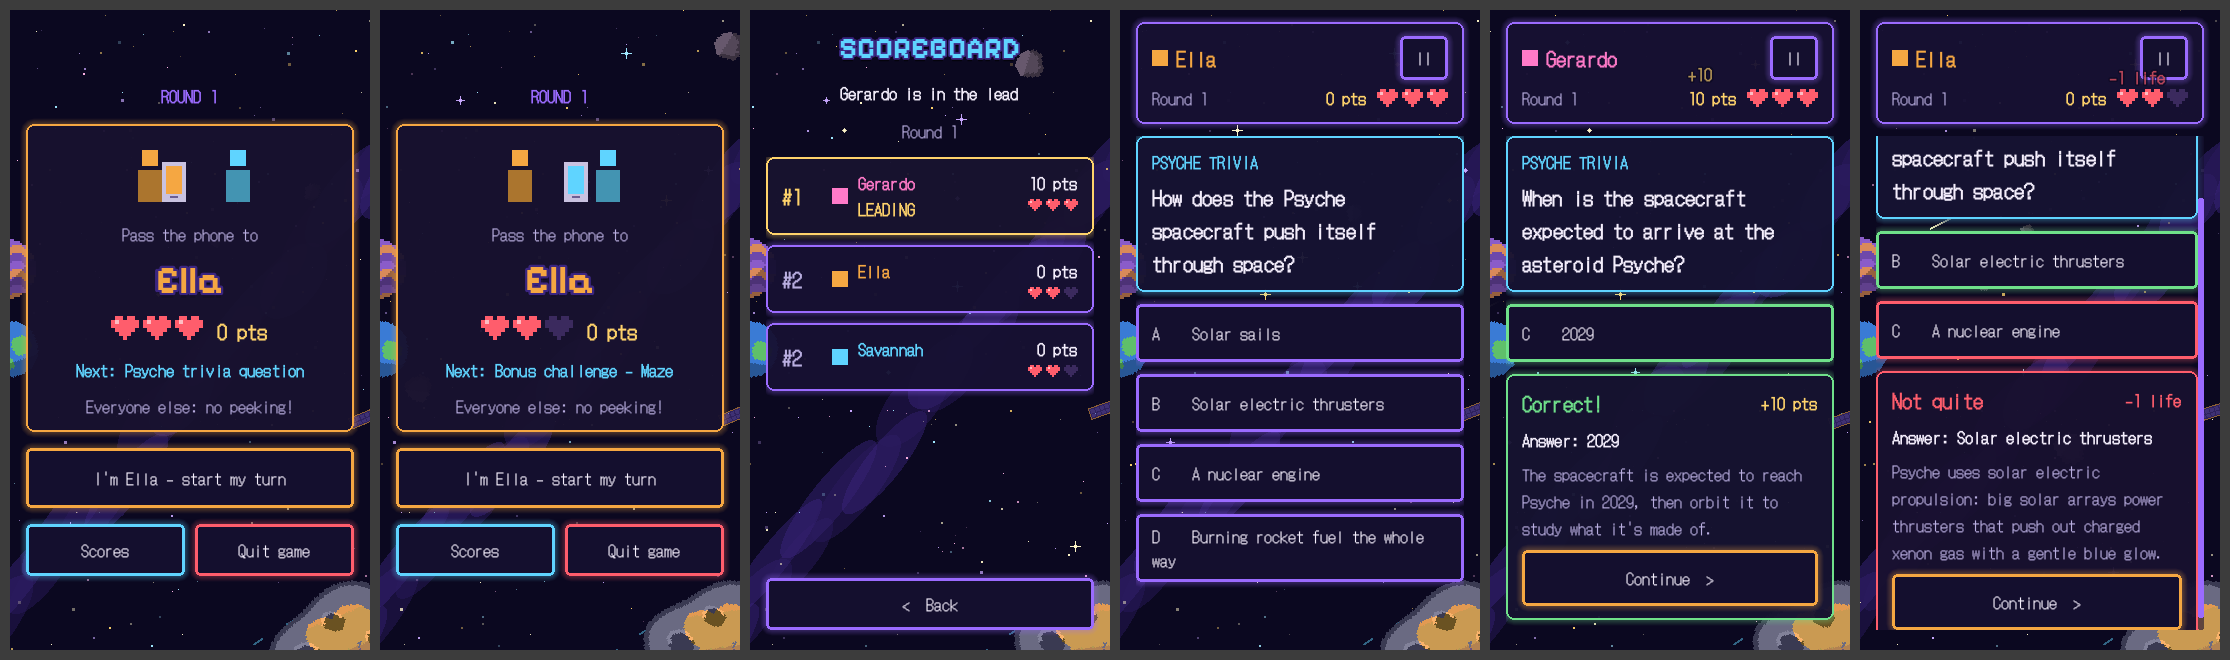 ROUND 1
Pass the phone to
Ella
0 pts
Next: Psyche trivia question
Everyone else: no peeking!
I'm Ella - start my turn
Scores
Quit game
ROUND 1
Pass the phone to
Ella
0 pts
Next: Bonus challenge - Maze
Everyone else: no peeking!
I'm Ella - start my turn
Scores
Quit game
SCOREBOARD
Gerardo is in the lead
Round 1
#1
Gerardo
LEADING
10 pts
#2
Ella
0 pts
#2
Savannah
0 pts
< Back
Ella
Round 1
0 pts
PSYCHE TRIVIA
How does the Psyche
spacecraft push itself
through space?
A Solar sails
B Solar electric thrusters
C A nuclear engine
D Burning rocket fuel the whole
way
Gerardo
+10
Round 1
10 pts
PSYCHE TRIVIA
When is the spacecraft
expected to arrive at the
asteroid Psyche?
C 2029
Correct!
+10 pts
Answer: 2029
The spacecraft is expected to reach
Psyche in 2029, then orbit it to
study what it's made of.
Continue >
Ella
-1 life
Round 1
0 pts
spacecraft push itself
through space?
B Solar electric thrusters
C A nuclear engine
Not quite
-1 life
Answer: Solar electric thrusters
Psyche uses solar electric
propulsion: big solar arrays power
thrusters that push out charged
xenon gas with a gentle blue glow.
Continue >